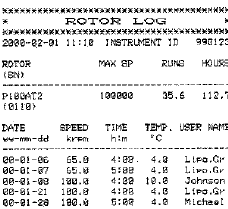 ROTOR LOG
2000-02-01 11:10 INSTRUMENT ID 990123
ROTOR MAX SP RUNS HOURS
(SN)
P100AT2 100000 35.6 112.7
(0110)
DATE SPEED TIME TEMP. USER NAME
yy-mm-dd krpm h:m °C
00-01-06 65.0 4:00 4.0 Lipo.Gr
00-01-07 65.0 5:00 4.0 Lipo.Gr
00-01-08 100.0 4:00 10.0 Johnson
00-01-21 100.0 4:00 4.0 Lipo.Gr
00-01-28 100.0 5:00 4.0 Michael